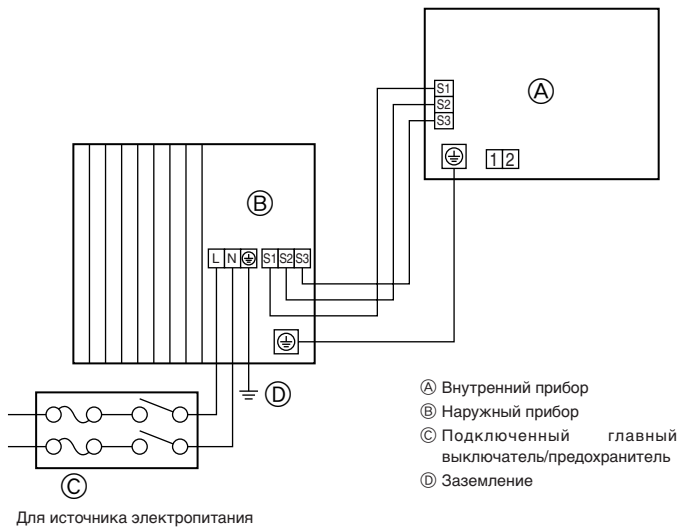 S1
S2
S3
Ⓐ
1 2
Ⓑ
L N S1 S2 S3
Ⓓ
Ⓒ
Для источника электропитания
Ⓐ Внутренний прибор
Ⓑ Наружный прибор
Ⓒ Подключенный главный
выключатель/предохранитель
Ⓓ Заземление